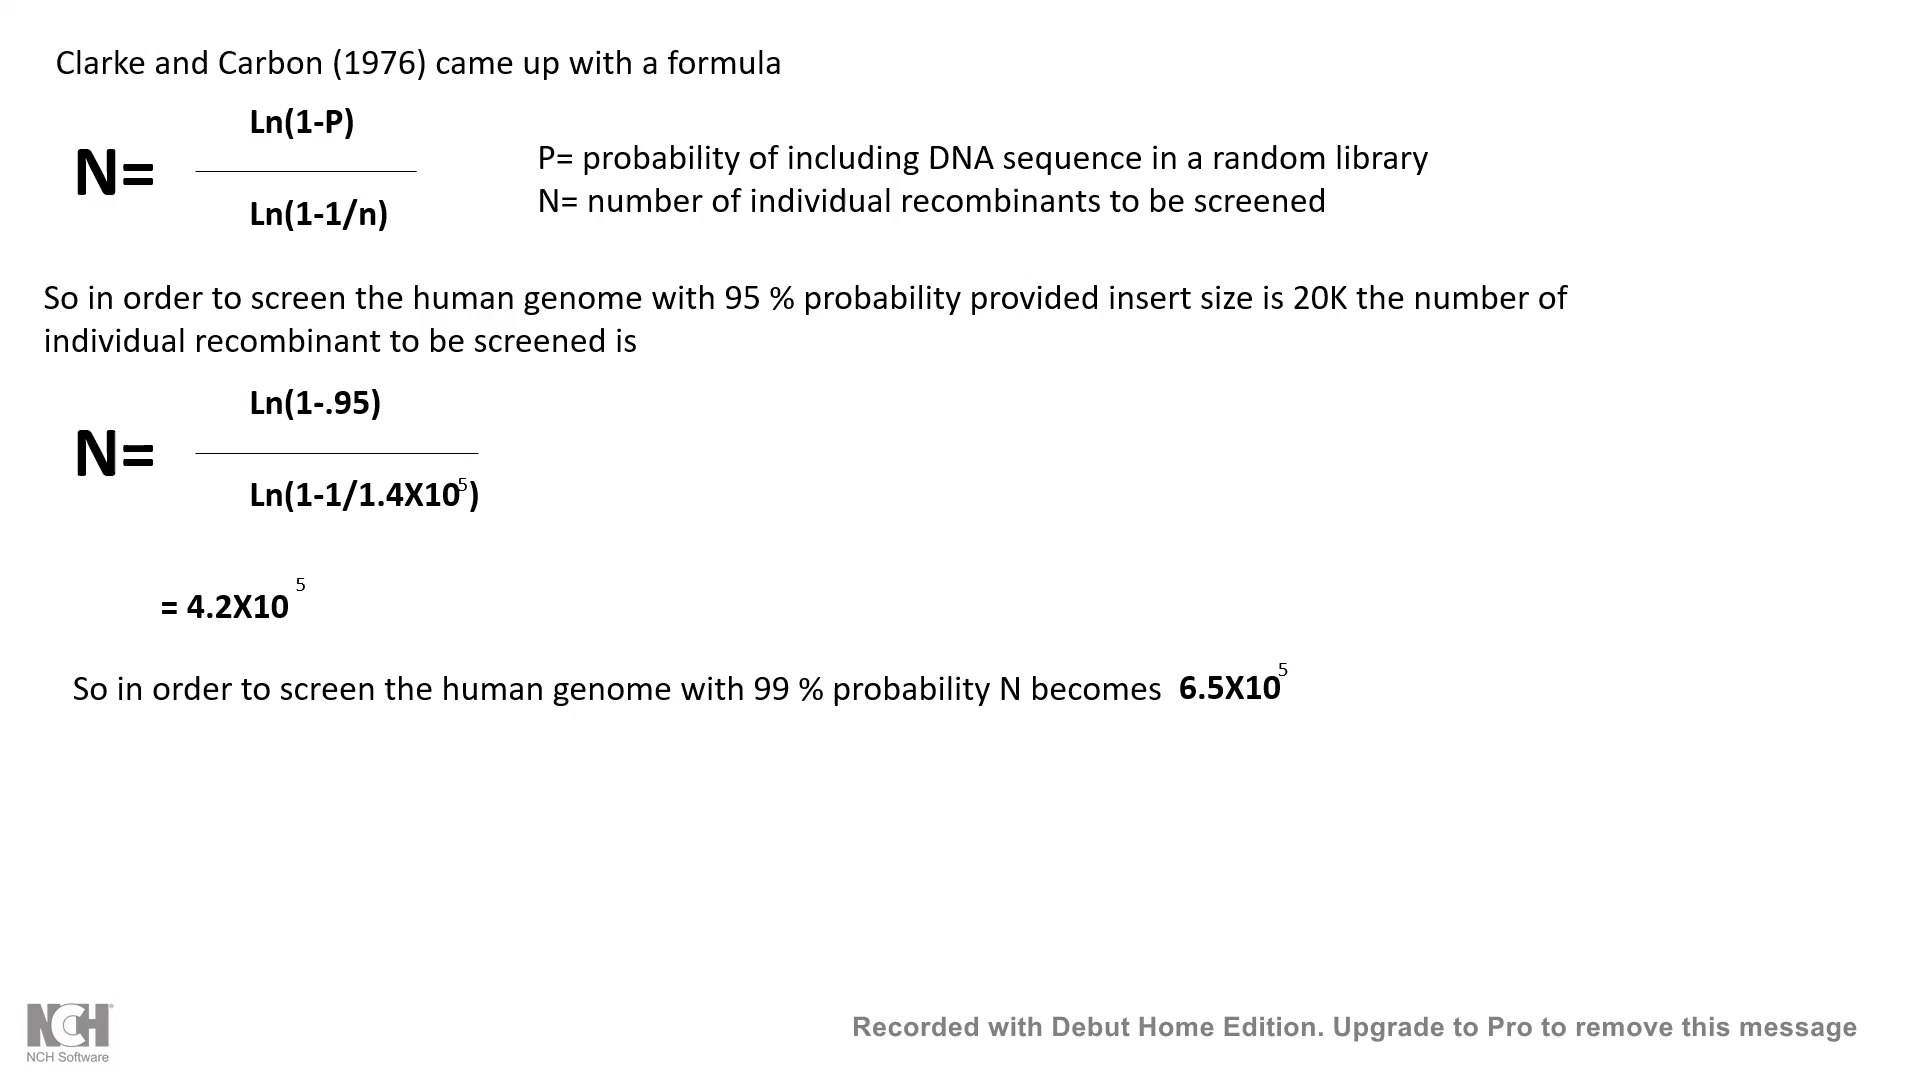 Clarke and Carbon (1976) came up with a formula
Ln(1-P)
N=
Ln(1-1/n)
P= probability of including DNA sequence in a random library
N= number of individual recombinants to be screened
So in order to screen the human genome with 95 % probability provided insert size is 20K the number of
individual recombinant to be screened is
Ln(1-.95)
N=
Ln(1-1/1.4X10⁵)
= 4.2X10⁵
So in order to screen the human genome with 99 % probability N becomes 6.5X10⁵
NCH
NCH Software
Recorded with Debut Home Edition. Upgrade to Pro to remove this message